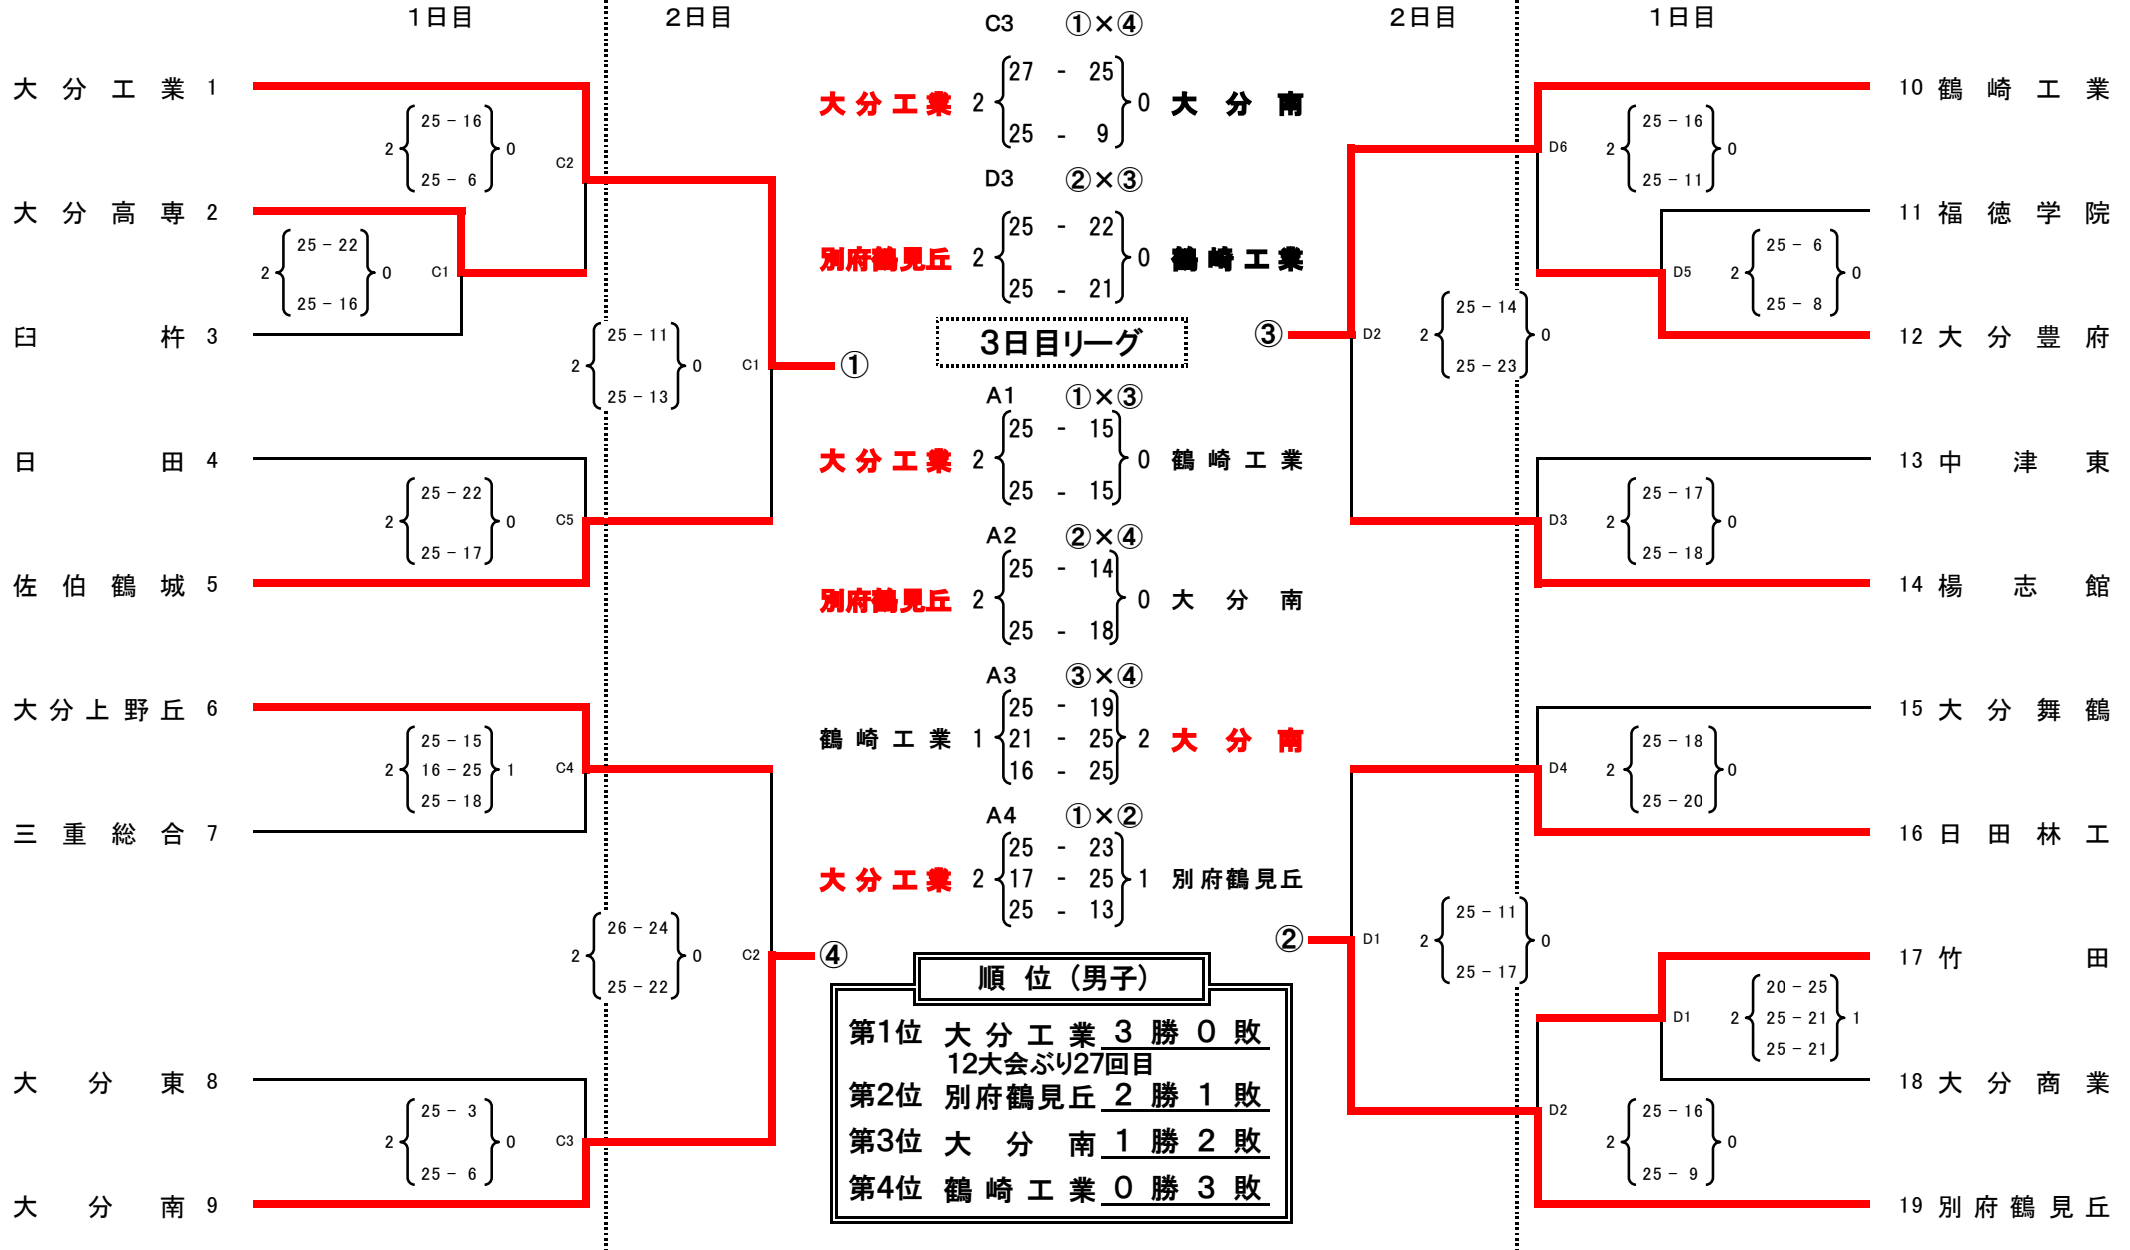 1日目
2日目
2日目
1日目
大分工業 1
25 - 16
2 0
25 - 6
C2
大分高専 2
25 - 22
2 0
25 - 16
C1
臼杵 3
25 - 11
2 0
25 - 13
C1
①
日田 4
25 - 22
2 0
25 - 17
C5
佐伯鶴城 5
大分上野丘 6
25 - 15
2 16 - 25 1
25 - 18
C4
三重総合 7
26 - 24
2 0
25 - 22
C2
④
大分東 8
25 - 3
2 0
25 - 6
C3
大分南 9
C3 ①×④
27 - 25
大分工業 2 0 大分南
25 - 9
D3 ②×③
25 - 22
別府鶴見丘 2 0 鶴崎工業
25 - 21
3日目リーグ
A1 ①×③
25 - 15
大分工業 2 0 鶴崎工業
25 - 15
A2 ②×④
25 - 14
別府鶴見丘 2 0 大分南
25 - 18
A3 ③×④
25 - 19
鶴崎工業 1 21 - 25 2 大分南
16 - 25
A4 ①×②
25 - 23
大分工業 2 17 - 25 1 別府鶴見丘
25 - 13
順位(男子)
第1位 大分工業 3勝0敗
12大会ぶり27回目
第2位 別府鶴見丘 2勝1敗
第3位 大分南 1勝2敗
第4位 鶴崎工業 0勝3敗
10 鶴崎工業
D6
25 - 16
2 0
25 - 11
11 福徳学院
D5
25 - 6
2 0
25 - 8
12 大分豊府
③
D2
25 - 14
2 0
25 - 23
13 中津東
D3
25 - 17
2 0
25 - 18
14 楊志館
15 大分舞鶴
D4
25 - 18
2 0
25 - 20
16 日田林工
②
D1
25 - 11
2 0
25 - 17
17 竹田
D1
20 - 25
2 25 - 21 1
25 - 21
18 大分商業
D2
25 - 16
2 0
25 - 9
19 別府鶴見丘